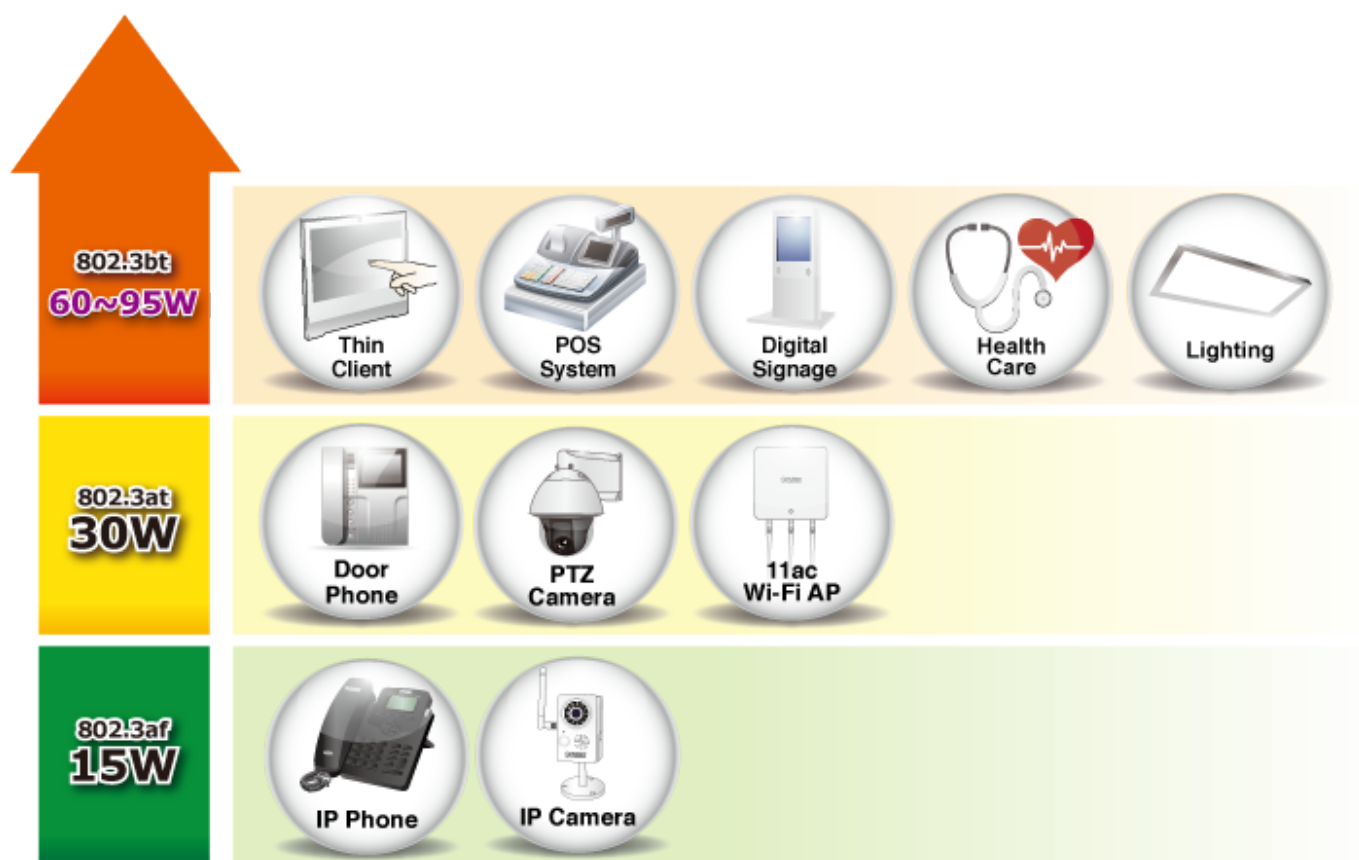 802.3bt
60~95W
Thin
Client
POS
System
Digital
Signage
Health
Care
Lighting
802.3at
30W
Door
Phone
PTZ
Camera
11ac
Wi-Fi AP
802.3af
15W
IP Phone
IP Camera